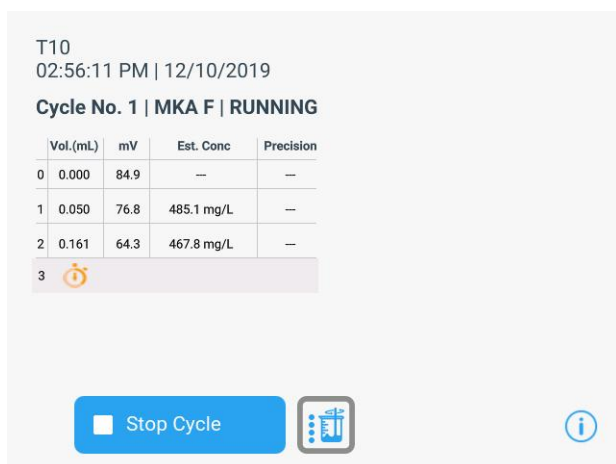 T10
02:56:11 PM | 12/10/2019
Cycle No. 1 | MKA F | RUNNING
Vol.(mL) mV Est. Conc Precision
0 0.000 84.9 --- ---
1 0.050 76.8 485.1 mg/L ---
2 0.161 64.3 467.8 mg/L ---
3
Stop Cycle